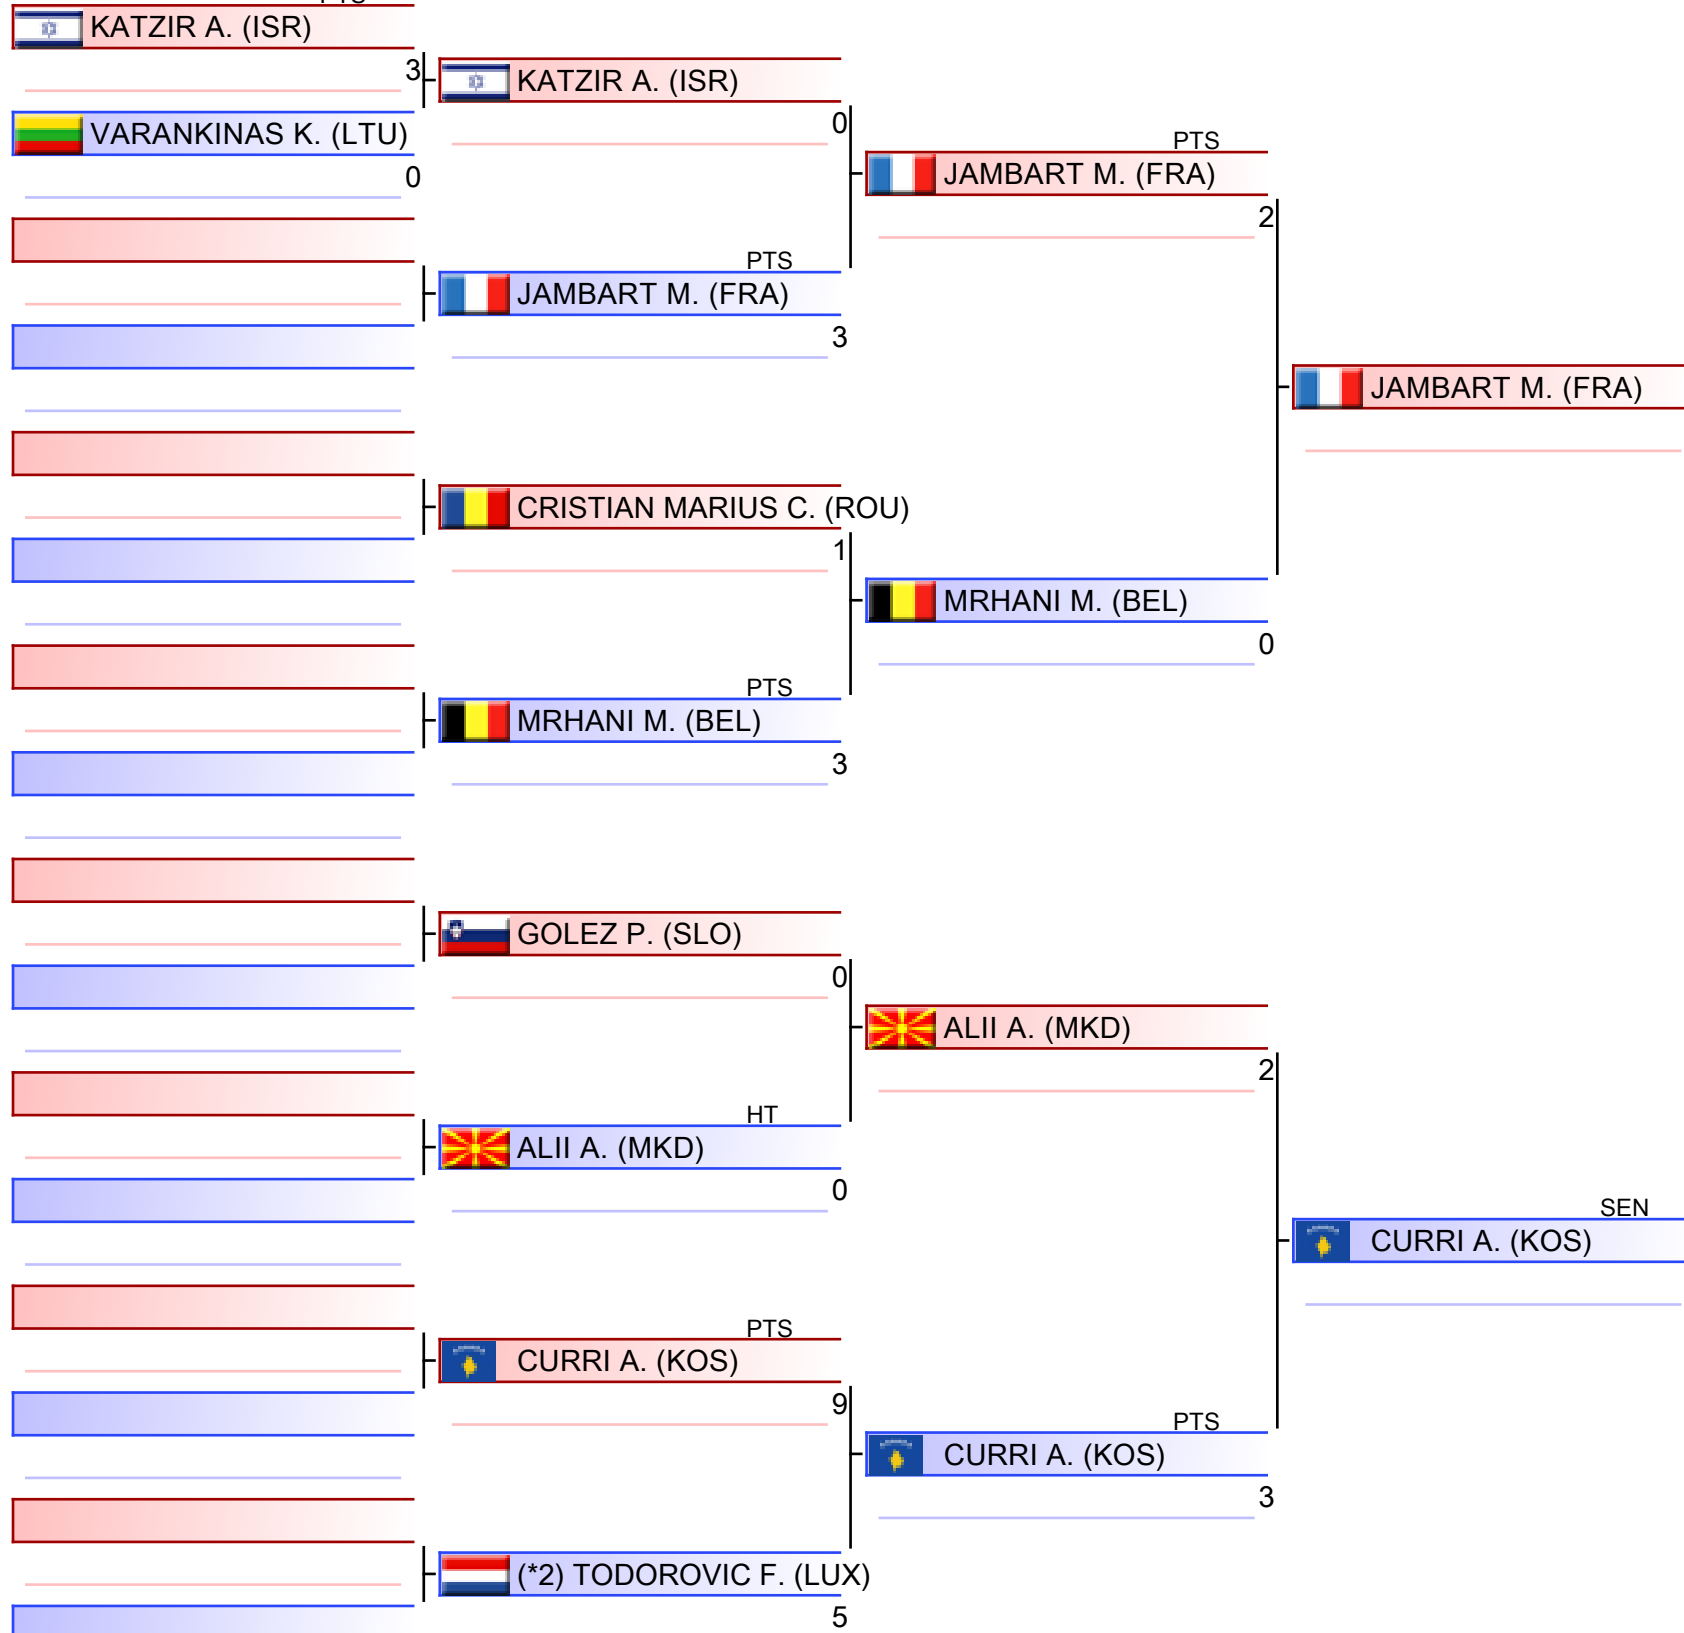 KATZIR A. (ISR)
3
KATZIR A. (ISR)
0
VARANKINAS K. (LTU)
0
PTS
JAMBART M. (FRA)
2
PTS
JAMBART M. (FRA)
3
JAMBART M. (FRA)
CRISTIAN MARIUS C. (ROU)
1
MRHANI M. (BEL)
0
PTS
MRHANI M. (BEL)
3
GOLEZ P. (SLO)
0
ALII A. (MKD)
2
HT
ALII A. (MKD)
0
SEN
CURRI A. (KOS)
PTS
CURRI A. (KOS)
9
PTS
CURRI A. (KOS)
3
(*2) TODOROVIC F. (LUX)
5